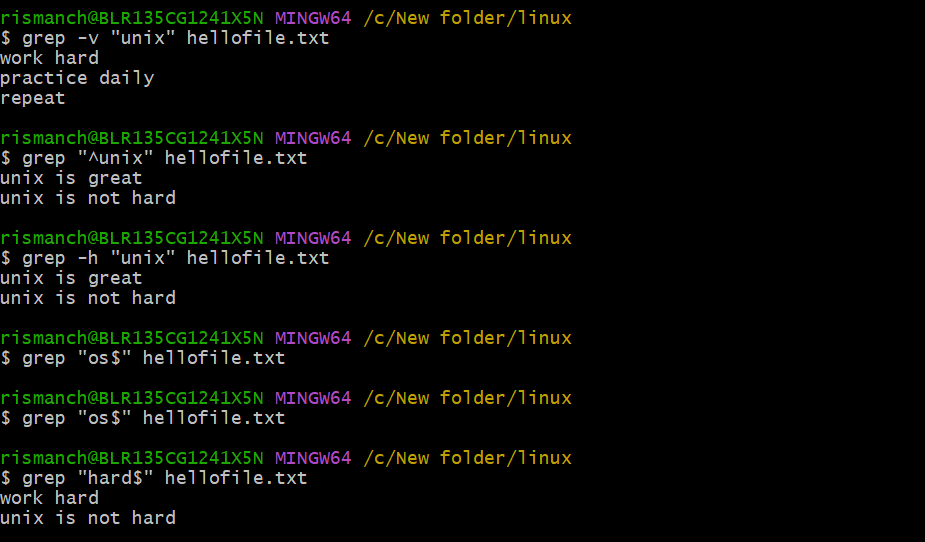 rismanch@BLR135CG1241X5N MINGW64 /c/New folder/linux
$ grep -v "unix" hellofile.txt
work hard
practice daily
repeat
rismanch@BLR135CG1241X5N MINGW64 /c/New folder/linux
$ grep "^unix" hellofile.txt
unix is great
unix is not hard
rismanch@BLR135CG1241X5N MINGW64 /c/New folder/linux
$ grep -h "unix" hellofile.txt
unix is great
unix is not hard
rismanch@BLR135CG1241X5N MINGW64 /c/New folder/linux
$ grep "os$" hellofile.txt
rismanch@BLR135CG1241X5N MINGW64 /c/New folder/linux
$ grep "os$" hellofile.txt
rismanch@BLR135CG1241X5N MINGW64 /c/New folder/linux
$ grep "hard$" hellofile.txt
work hard
unix is not hard